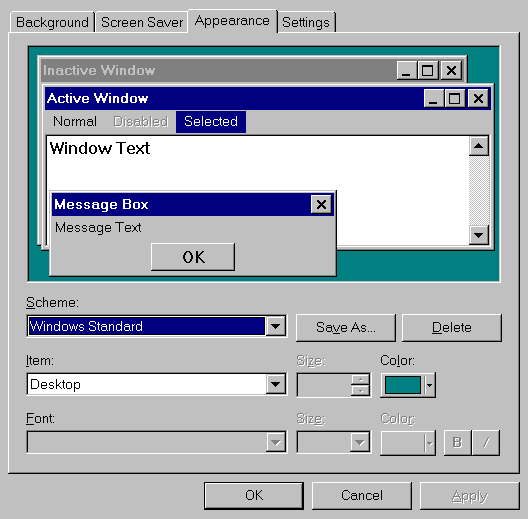 Background Screen Saver Appearance Settings
Inactive Window
Active Window
Normal Disabled Selected
Window Text
Message Box
Message Text
OK
Scheme:
Windows Standard Save As... Delete
Item: Size: Color:
Desktop
Font: Size: Color:
B /
OK Cancel Apply